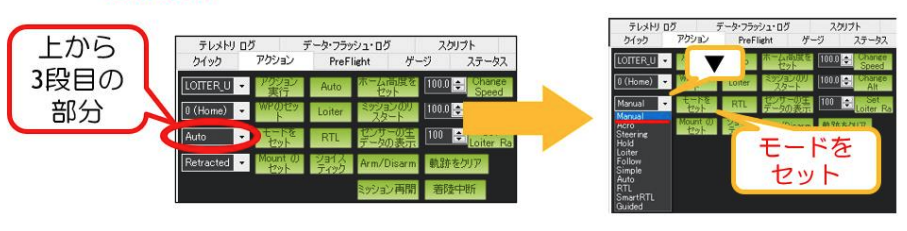 上から
3段目の
部分
テレメトリ ログ データ・フラッシュ・ログ スクリプト
クイック アクション PreFlight ゲージ ステータス
LOITER_U アクション実行 Auto ホーム高度をセット 100.0 Change Speed
0 (Home) WPのセット Loiter ミッションのリスタート 100.0
Auto モードをセット RTL センサーの生データの表示 100 Loiter Ra
Retracted Mount のセット ジョイスティック Arm/Disarm 軌跡をクリア
ミッション再開 着陸中断
テレメトリ ログ データ・フラッシュ・ログ スクリプト
クイック アクション PreFlight ゲージ ステータス
LOITER_U ホーム高度をセット 100.0 Change Speed
▼
0 (Home) Loiter ミッションのリスタート 100.0 Change Alt
Manual モードをセット RTL センサーの生データの表示 100 Set Loiter Ra
Manual Mount のセット
Acro
Steering
Hold
Loiter
Follow
Simple
Auto
RTL
SmartRTL
Guided
モードを
セット